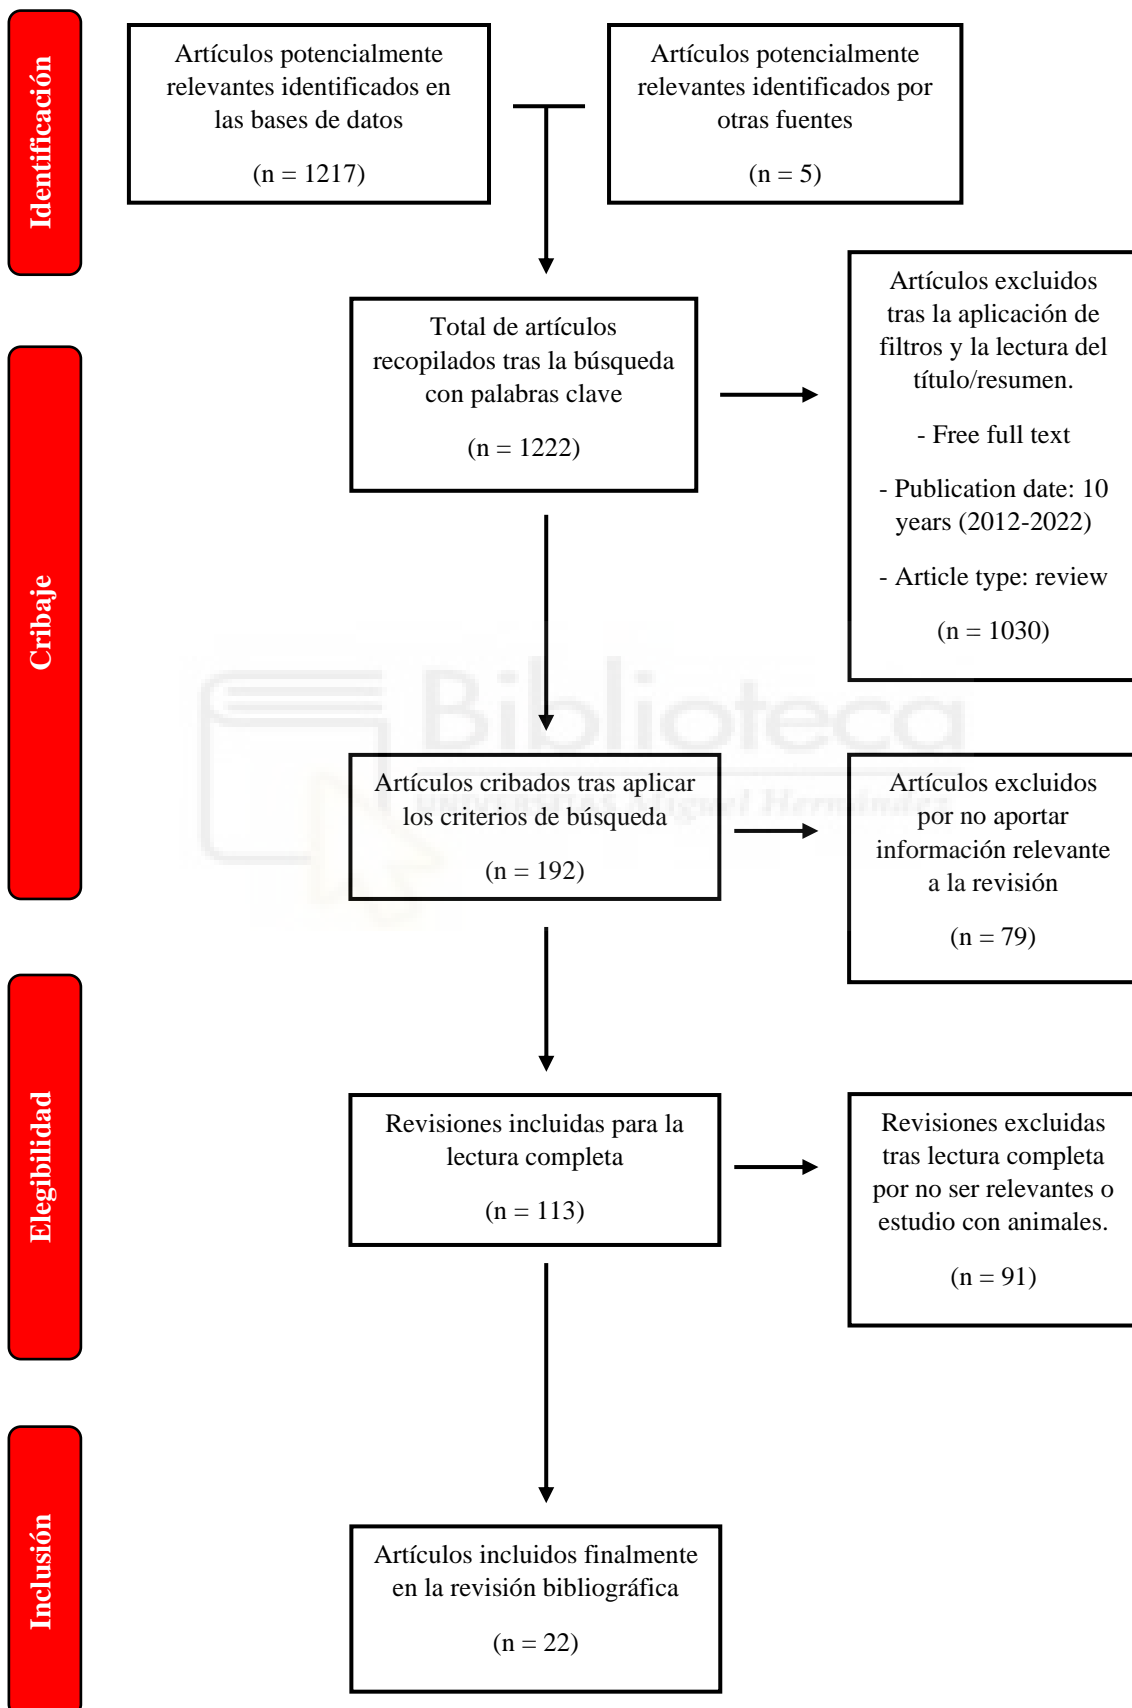 Identificación
Artículos potencialmente
relevantes identificados en
las bases de datos
(n = 1217)
Artículos potencialmente
relevantes identificados por
otras fuentes
(n = 5)
Cribaje
Total de artículos
recopilados tras la búsqueda
con palabras clave
(n = 1222)
Artículos excluidos
tras la aplicación de
filtros y la lectura del
título/resumen.
- Free full text
- Publication date: 10
years (2012-2022)
- Article type: review
(n = 1030)
Biblioteca
UNIVERSITAS Miguel Hernández
Artículos cribados tras aplicar
los criterios de búsqueda
(n = 192)
Artículos excluidos
por no aportar
información relevante
a la revisión
(n = 79)
Elegibilidad
Revisiones incluidas para la
lectura completa
(n = 113)
Revisiones excluidas
tras lectura completa
por no ser relevantes o
estudio con animales.
(n = 91)
Inclusión
Artículos incluidos finalmente
en la revisión bibliográfica
(n = 22)